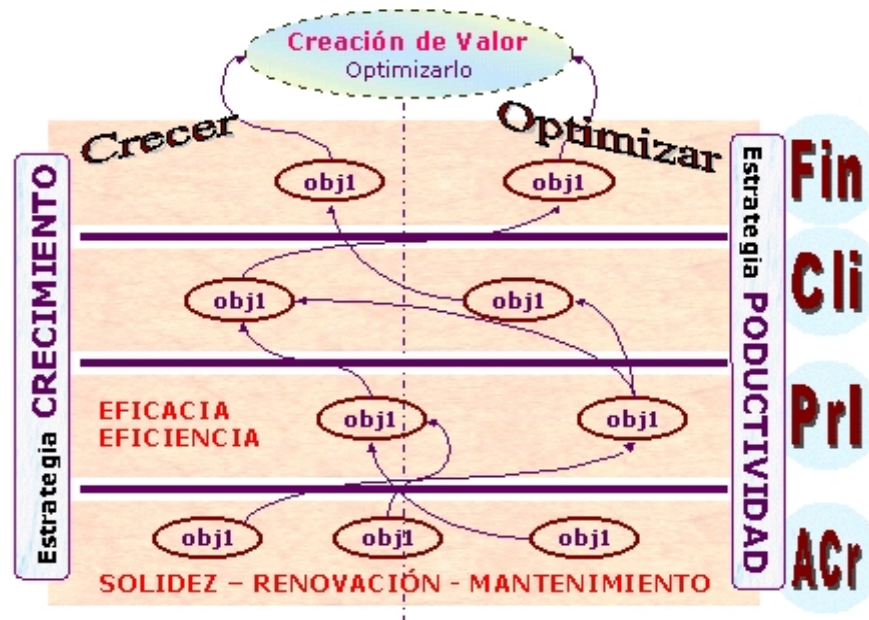 Creación de Valor
Optimizarlo
Crecer
Optimizar
Estrategia CRECIMIENTO
Estrategia PODUCTIVIDAD
Fin
obj1
obj1
Cli
obj1
obj1
PrI
EFICACIA
EFICIENCIA
obj1
obj1
ACr
obj1
obj1
obj1
SOLIDEZ – RENOVACIÓN - MANTENIMIENTO